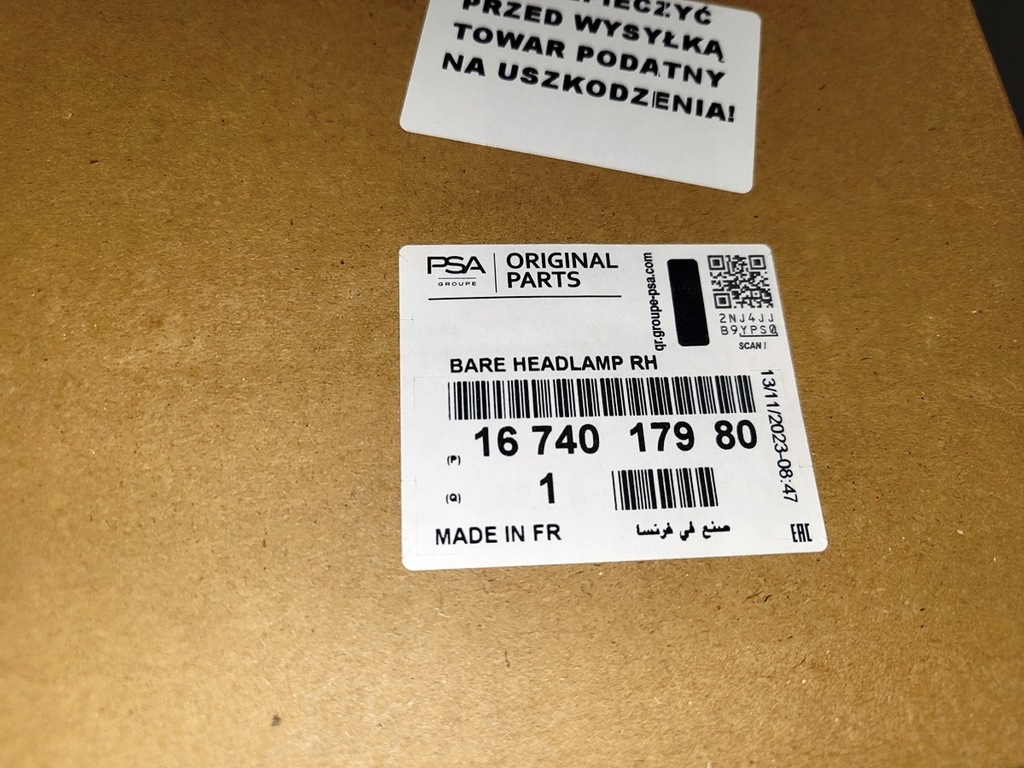 PRZED WYSYŁKĄ
TOWAR PODATNY
NA USZKODZENIA!
PSA
GROUPE
ORIGINAL
PARTS
qr.groupe-psa.com
2NJ4JJ
B9YPS0
SCAN !
BARE HEADLAMP RH
13/11/2023-08:47
(P) 16 740 179 80
(Q) 1
MADE IN FR
صنع في فرنسا
EAC